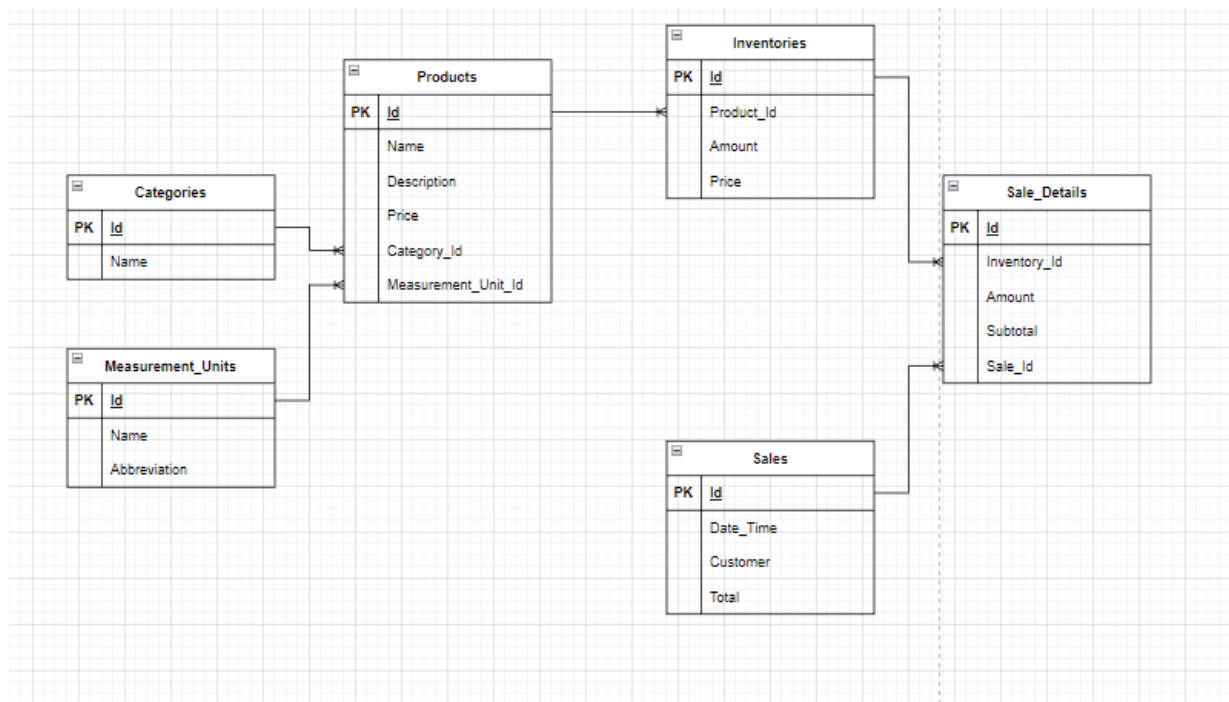 Inventories
PK Id
Product_Id
Amount
Price
Products
PK Id
Name
Description
Price
Category_Id
Measurement_Unit_Id
Categories
PK Id
Name
Sale_Details
PK Id
Inventory_Id
Amount
Subtotal
Sale_Id
Measurement_Units
PK Id
Name
Abbreviation
Sales
PK Id
Date_Time
Customer
Total